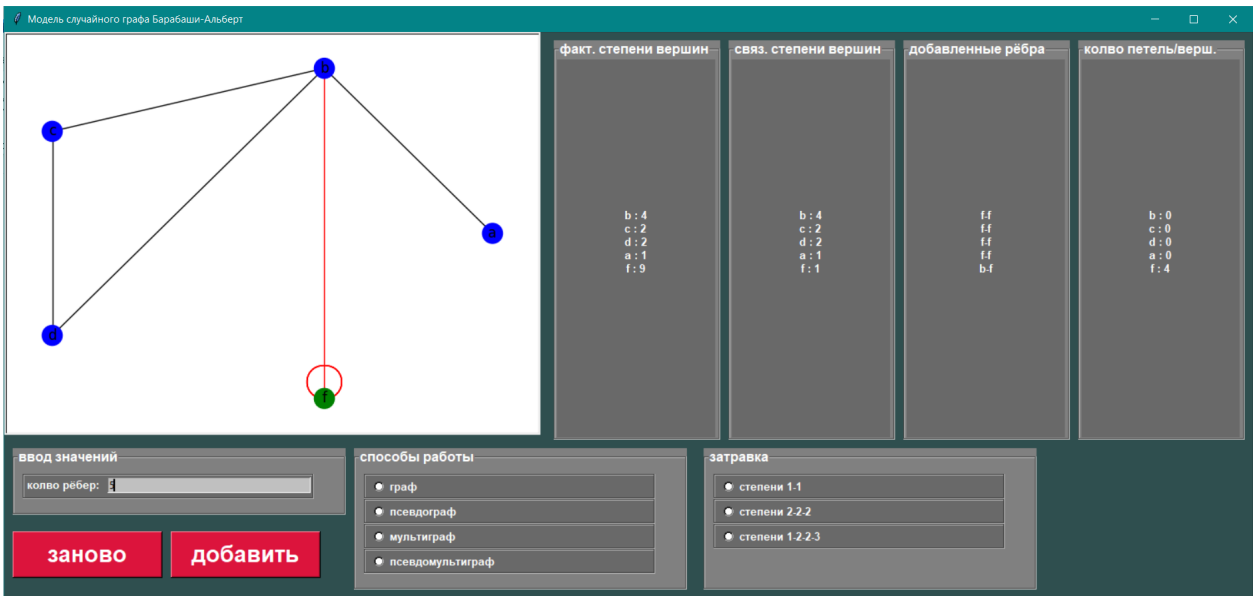 Модель случайного графа Барабаши-Альберт
b
c
a
d
f
факт. степени вершин
b : 4
c : 2
d : 2
a : 1
f : 9
связ. степени вершин
b : 4
c : 2
d : 2
a : 1
f : 1
добавленные рёбра
f-f
f-f
f-f
f-f
b-f
колво петель/верш.
b : 0
c : 0
d : 0
a : 0
f : 4
ввод значений
колво рёбер: 5
заново
добавить
способы работы
граф
псевдограф
мультиграф
псевдомультиграф
затравка
степени 1-1
степени 2-2-2
степени 1-2-2-3